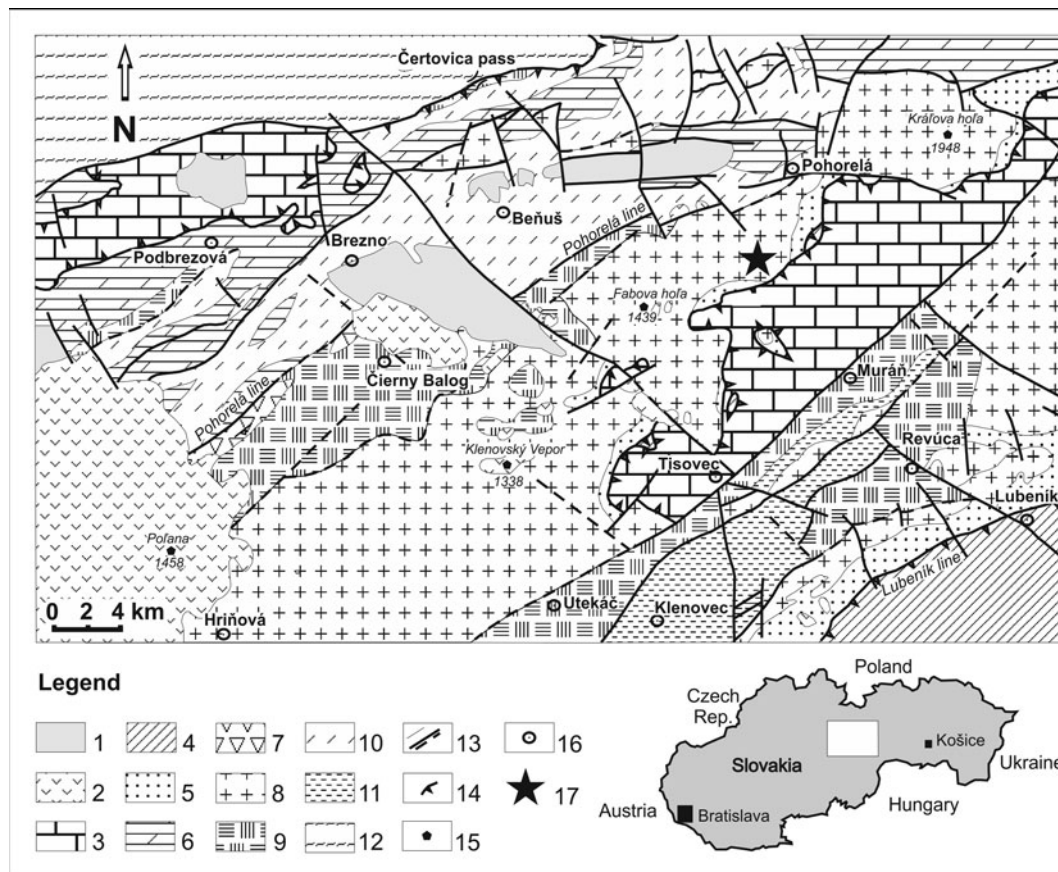 Čertovica pass
N
Kráľova hoľa
1948
Pohorelá
Beňuš
Pohorelá line
Brezno
Podbrezová
Fabova hoľa
1439
Čierny Balog
Muráň
Pohorelá line
Klenovský Vepor
1338
Tisovec
Revúca
Lubeník
Poľana
1458
Lubeník line
0 2 4 km
Utekáč
Klenovec
Hriňová
Legend
1 4 7 10 13 16
2 5 8 11 14 17
3 6 9 12 15
Poland
Czech
Rep.
Košice
Slovakia
Ukraine
Austria
Bratislava
Hungary